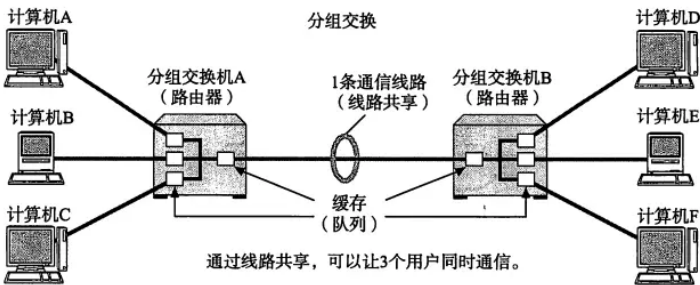 分组交换
计算机A
计算机B
计算机C
分组交换机A
（路由器）
1条通信线路
（线路共享）
分组交换机B
（路由器）
计算机D
计算机E
计算机F
缓存
（队列）
通过线路共享，可以让3个用户同时通信。